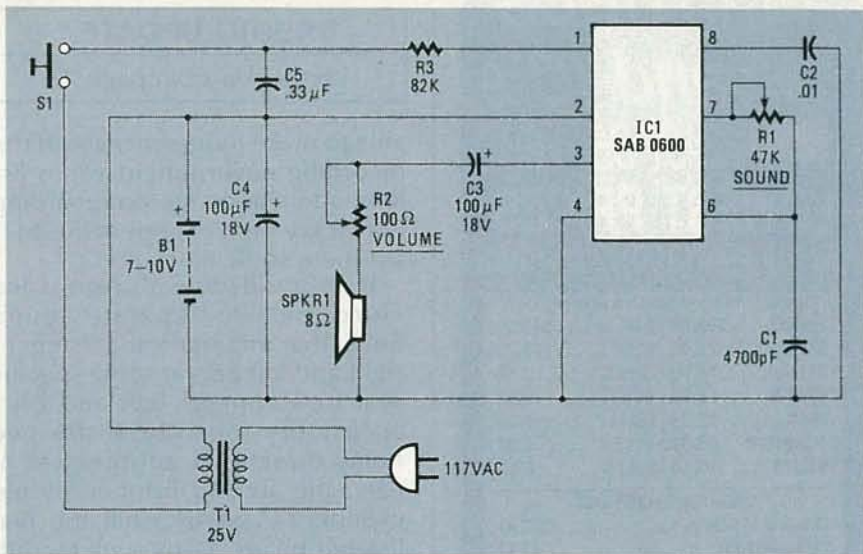 S1
C5
.33µF
R3
82K
1
8
C2
.01
2
IC1
SAB 0600
7
R1
47K
SOUND
B1
7–10V
C4
100µF
18V
R2
100Ω
VOLUME
C3
100µF
18V
3
4
6
SPKR1
8Ω
C1
4700pF
T1
25V
117VAC